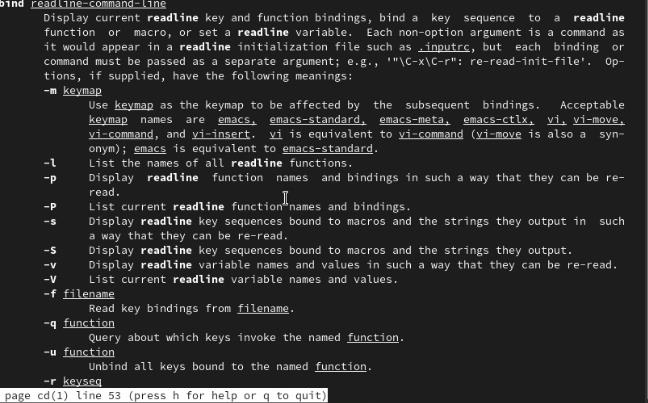 bind readline-command-line
Display current readline key and function bindings, bind a key sequence to a readline
function or macro, or set a readline variable. Each non-option argument is a command as
it would appear in a readline initialization file such as .inputrc, but each binding or
command must be passed as a separate argument; e.g., '"\C-x\C-r": re-read-init-file'. Op-
tions, if supplied, have the following meanings:
-m keymap
Use keymap as the keymap to be affected by the subsequent bindings. Acceptable
keymap names are emacs, emacs-standard, emacs-meta, emacs-ctlx, vi, vi-move,
vi-command, and vi-insert. vi is equivalent to vi-command (vi-move is also a syn-
onym); emacs is equivalent to emacs-standard.
-l List the names of all readline functions.
-p Display readline function names and bindings in such a way that they can be re-
read.
-P List current readline function names and bindings.
-s Display readline key sequences bound to macros and the strings they output in such
a way that they can be re-read.
-S Display readline key sequences bound to macros and the strings they output.
-v Display readline variable names and values in such a way that they can be re-read.
-V List current readline variable names and values.
-f filename
Read key bindings from filename.
-q function
Query about which keys invoke the named function.
-u function
Unbind all keys bound to the named function.
-r keyseq
page cd(1) line 53 (press h for help or q to quit)